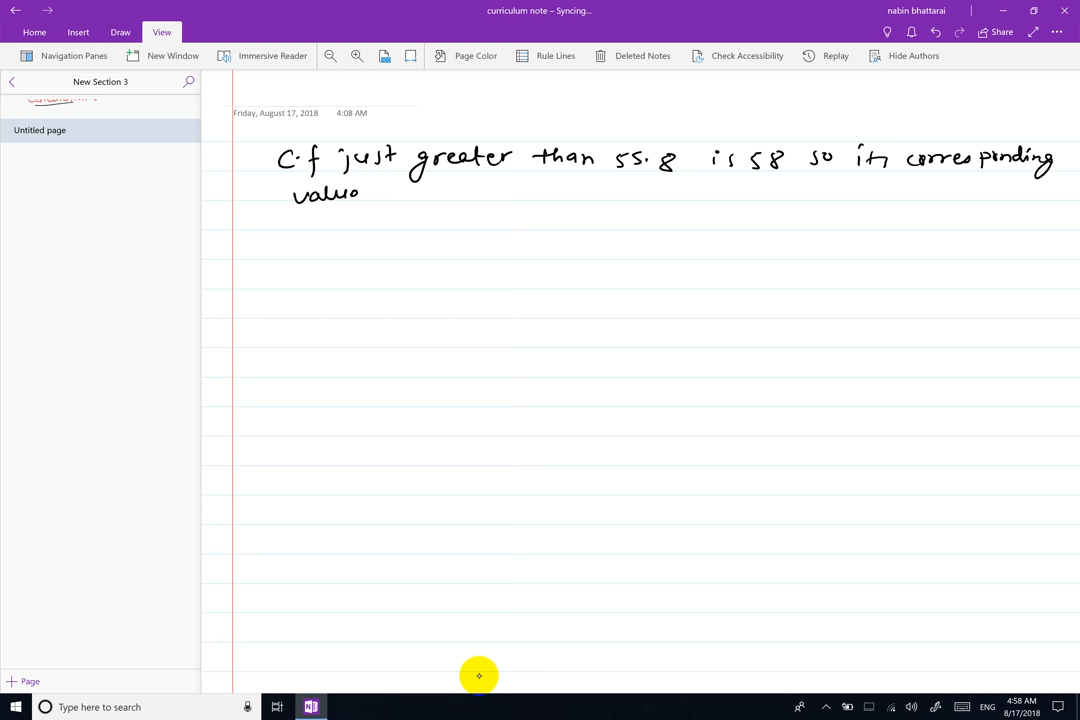 curriculum note – Syncing...
nabin bhattarai
Home Insert Draw View
Share
Navigation Panes New Window Immersive Reader Page Color Rule Lines Deleted Notes Check Accessibility Replay Hide Authors
New Section 3
Untitled page
Friday, August 17, 2018 4:08 AM
C.f just greater than 55.8 is 58 so its corresponding
value
Page
Type here to search
ENG
4:58 AM
8/17/2018